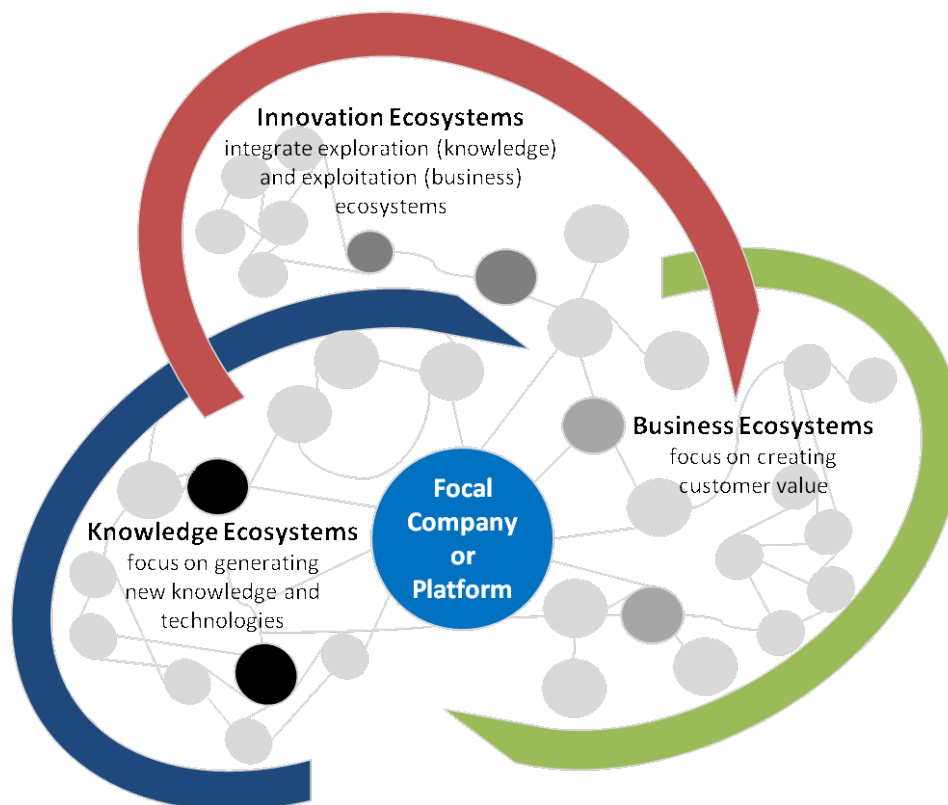 Innovation Ecosystems
integrate exploration (knowledge)
and exploitation (business)
ecosystems
Business Ecosystems
focus on creating
customer value
Focal
Company
or
Platform
Knowledge Ecosystems
focus on generating
new knowledge and
technologies